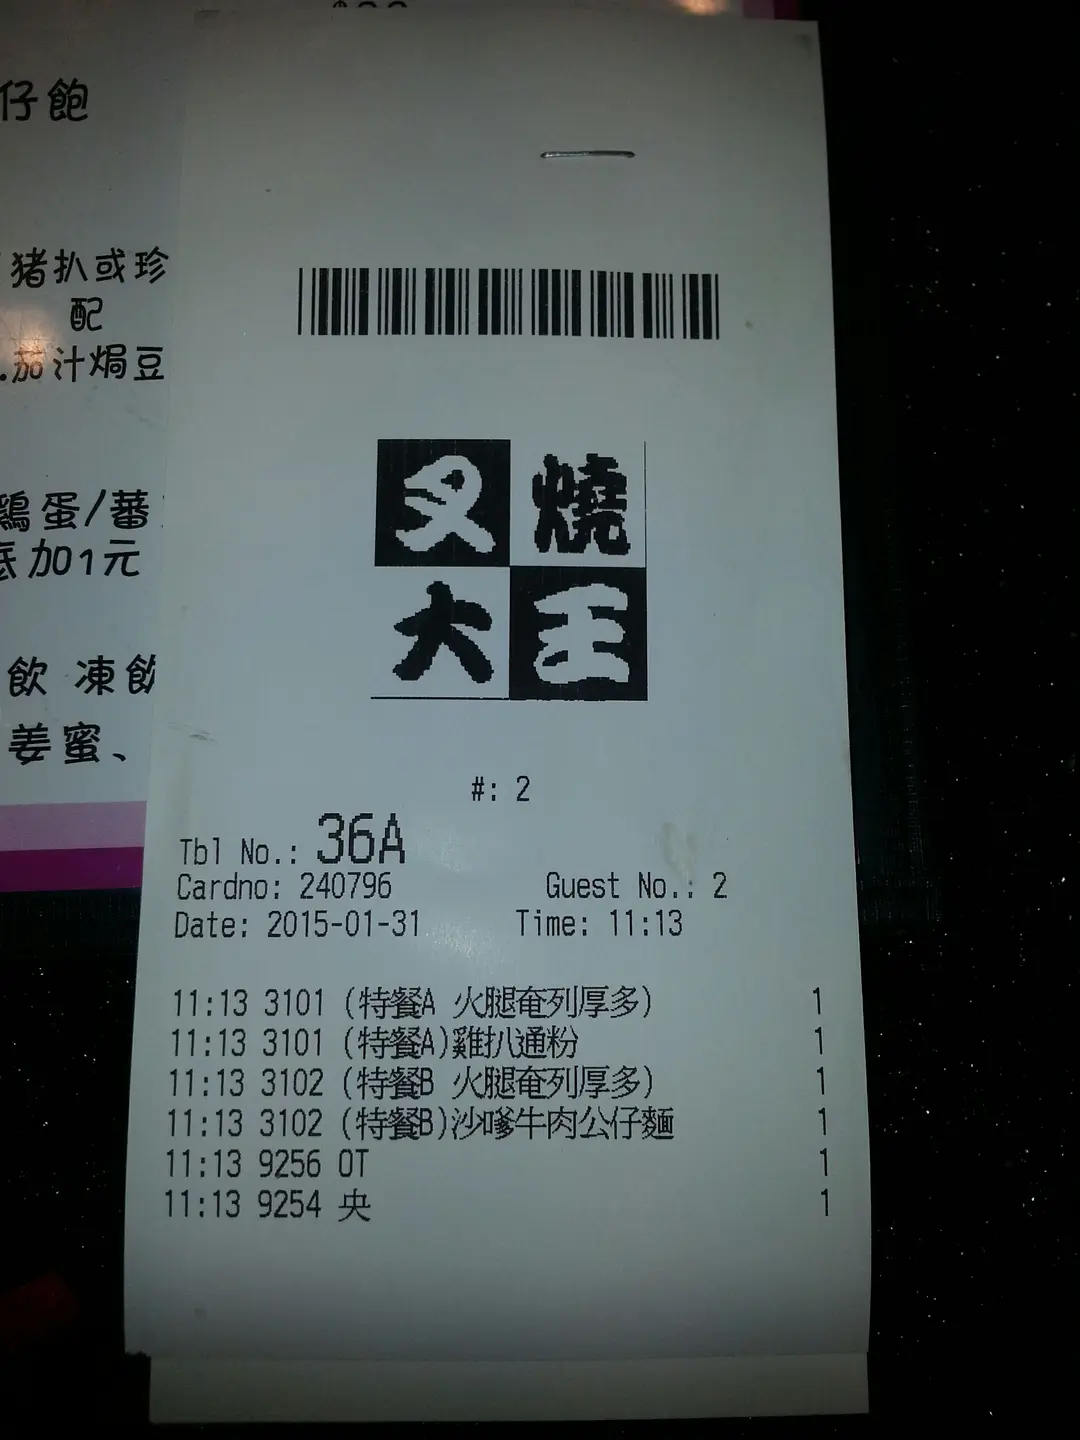 仔飽
猪扒或珍
配
茄汁焗豆
鷄蛋/蕃
底加1元
飲 凍飲
姜蜜、
叉燒
大王
#: 2
Tbl No.: 36A
Cardno: 240796 Guest No.: 2
Date: 2015-01-31 Time: 11:13
11:13 3101 (特餐A 火腿奄列厚多) 1
11:13 3101 (特餐A)雞扒通粉 1
11:13 3102 (特餐B 火腿奄列厚多) 1
11:13 3102 (特餐B)沙嗲牛肉公仔麵 1
11:13 9256 OT 1
11:13 9254 央 1